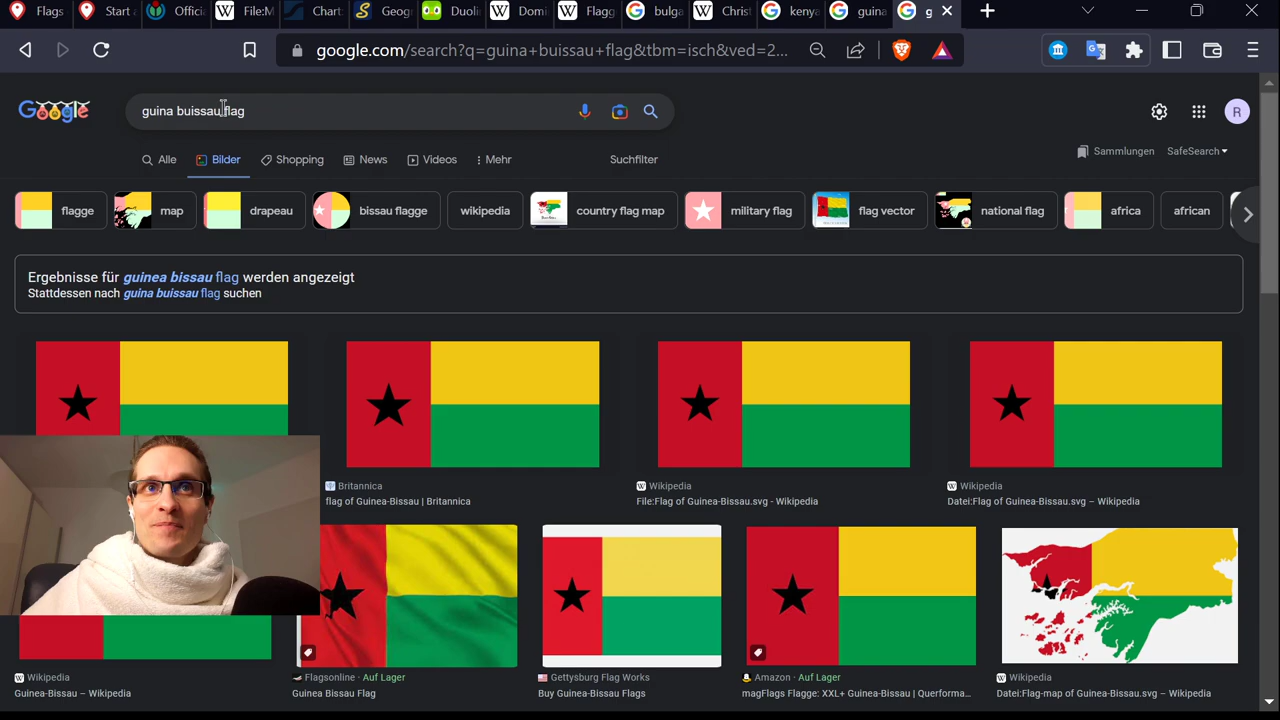 Flags
Start a
Officia
File:M
Chart
Geog
Duoli
Domi
Flagg
bulga
Christ
kenya
guina
g
google.com/search?q=guina+buissau+flag&tbm=isch&ved=2...
Google
guina buissau flag
R
Alle
Bilder
Shopping
News
Videos
Mehr
Suchfilter
Sammlungen
SafeSearch
flagge
map
drapeau
bissau flagge
wikipedia
country flag map
military flag
flag vector
national flag
africa
african
Ergebnisse für guinea bissau flag werden angezeigt
Stattdessen nach guina buissau flag suchen
Britannica
flag of Guinea-Bissau | Britannica
Wikipedia
File:Flag of Guinea-Bissau.svg - Wikipedia
Wikipedia
Datei:Flag of Guinea-Bissau.svg – Wikipedia
Wikipedia
Guinea-Bissau – Wikipedia
Flagsonline · Auf Lager
Guinea Bissau Flag
Gettysburg Flag Works
Buy Guinea-Bissau Flags
Amazon · Auf Lager
magFlags Flagge: XXL+ Guinea-Bissau | Querforma...
Wikipedia
Datei:Flag-map of Guinea-Bissau.svg – Wikipedia